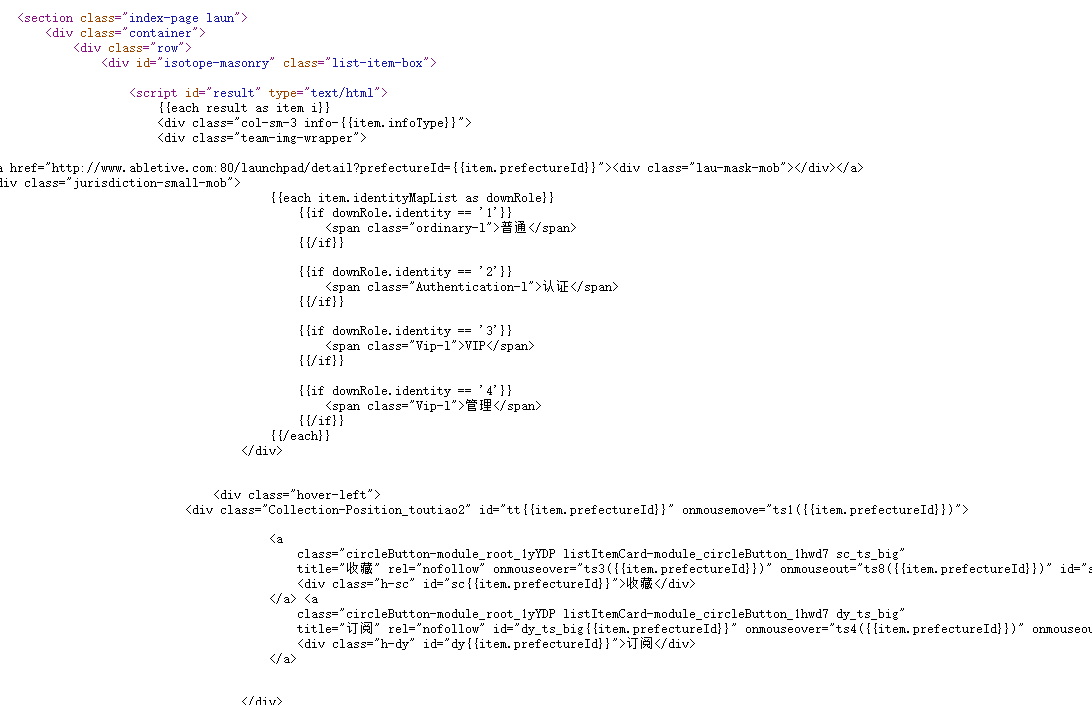 <section class="index-page laun">
<div class="container">
<div class="row">
<div id="isotope-masonry" class="list-item-box">
<script id="result" type="text/html">
{{each result as item i}}
<div class="col-sm-3 info-{{item.infoType}}">
<div class="team-img-wrapper">
a href="http://www.abletive.com:80/launchpad/detail?prefectureId={{item.prefectureId}}"><div class="lau-mask-mob"></div></a>
div class="jurisdiction-small-mob">
{{each item.identityMapList as downRole}}
{{if downRole.identity == '1'}}
<span class="ordinary-l">普通</span>
{{/if}}
{{if downRole.identity == '2'}}
<span class="Authentication-l">认证</span>
{{/if}}
{{if downRole.identity == '3'}}
<span class="Vip-l">VIP</span>
{{/if}}
{{if downRole.identity == '4'}}
<span class="Vip-l">管理</span>
{{/if}}
{{/each}}
</div>
<div class="hover-left">
<div class="Collection-Position_toutiao2" id="tt{{item.prefectureId}}" onmousemove="ts1({{item.prefectureId}})">
<a
class="circleButton-module_root_1yYDP listItemCard-module_circleButton_1hwd7 sc_ts_big"
title="收藏" rel="nofollow" onmouseover="ts3({{item.prefectureId}})" onmouseout="ts8({{item.prefectureId}})" id="s
<div class="h-sc" id="sc{{item.prefectureId}}">收藏</div>
</a> <a
class="circleButton-module_root_1yYDP listItemCard-module_circleButton_1hwd7 dy_ts_big"
title="订阅" rel="nofollow" id="dy_ts_big{{item.prefectureId}}" onmouseover="ts4({{item.prefectureId}})" onmouseou
<div class="h-dy" id="dy{{item.prefectureId}}">订阅</div>
</a>
</div>